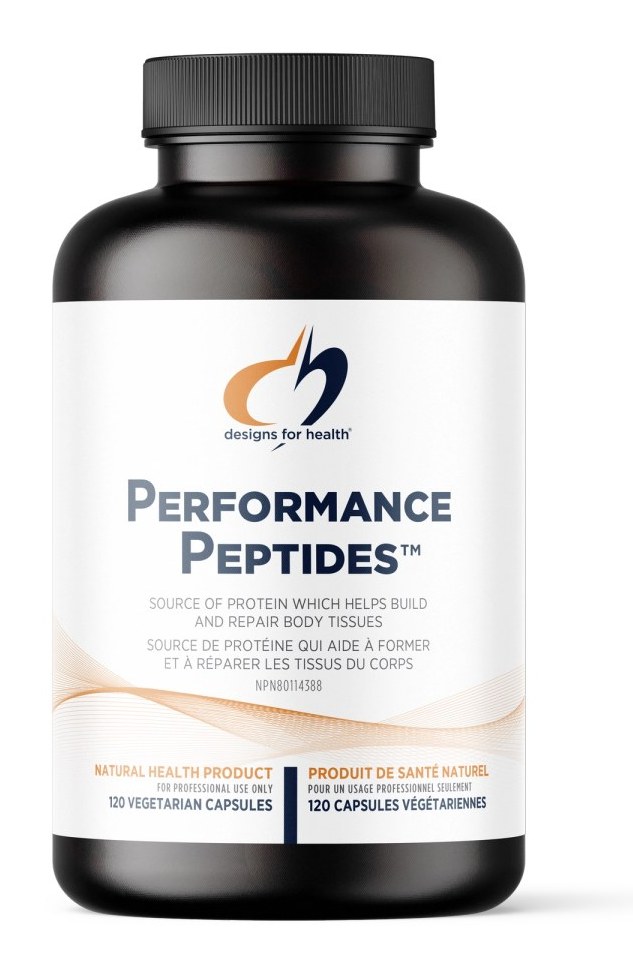 designs for health®
PERFORMANCE
PEPTIDES™
SOURCE OF PROTEIN WHICH HELPS BUILD
AND REPAIR BODY TISSUES
SOURCE DE PROTÉINE QUI AIDE À FORMER
ET À RÉPARER LES TISSUS DU CORPS
NPN80114388
NATURAL HEALTH PRODUCT
FOR PROFESSIONAL USE ONLY
120 VEGETARIAN CAPSULES
PRODUIT DE SANTÉ NATUREL
POUR UN USAGE PROFESSIONNEL SEULEMENT
120 CAPSULES VÉGÉTARIENNES